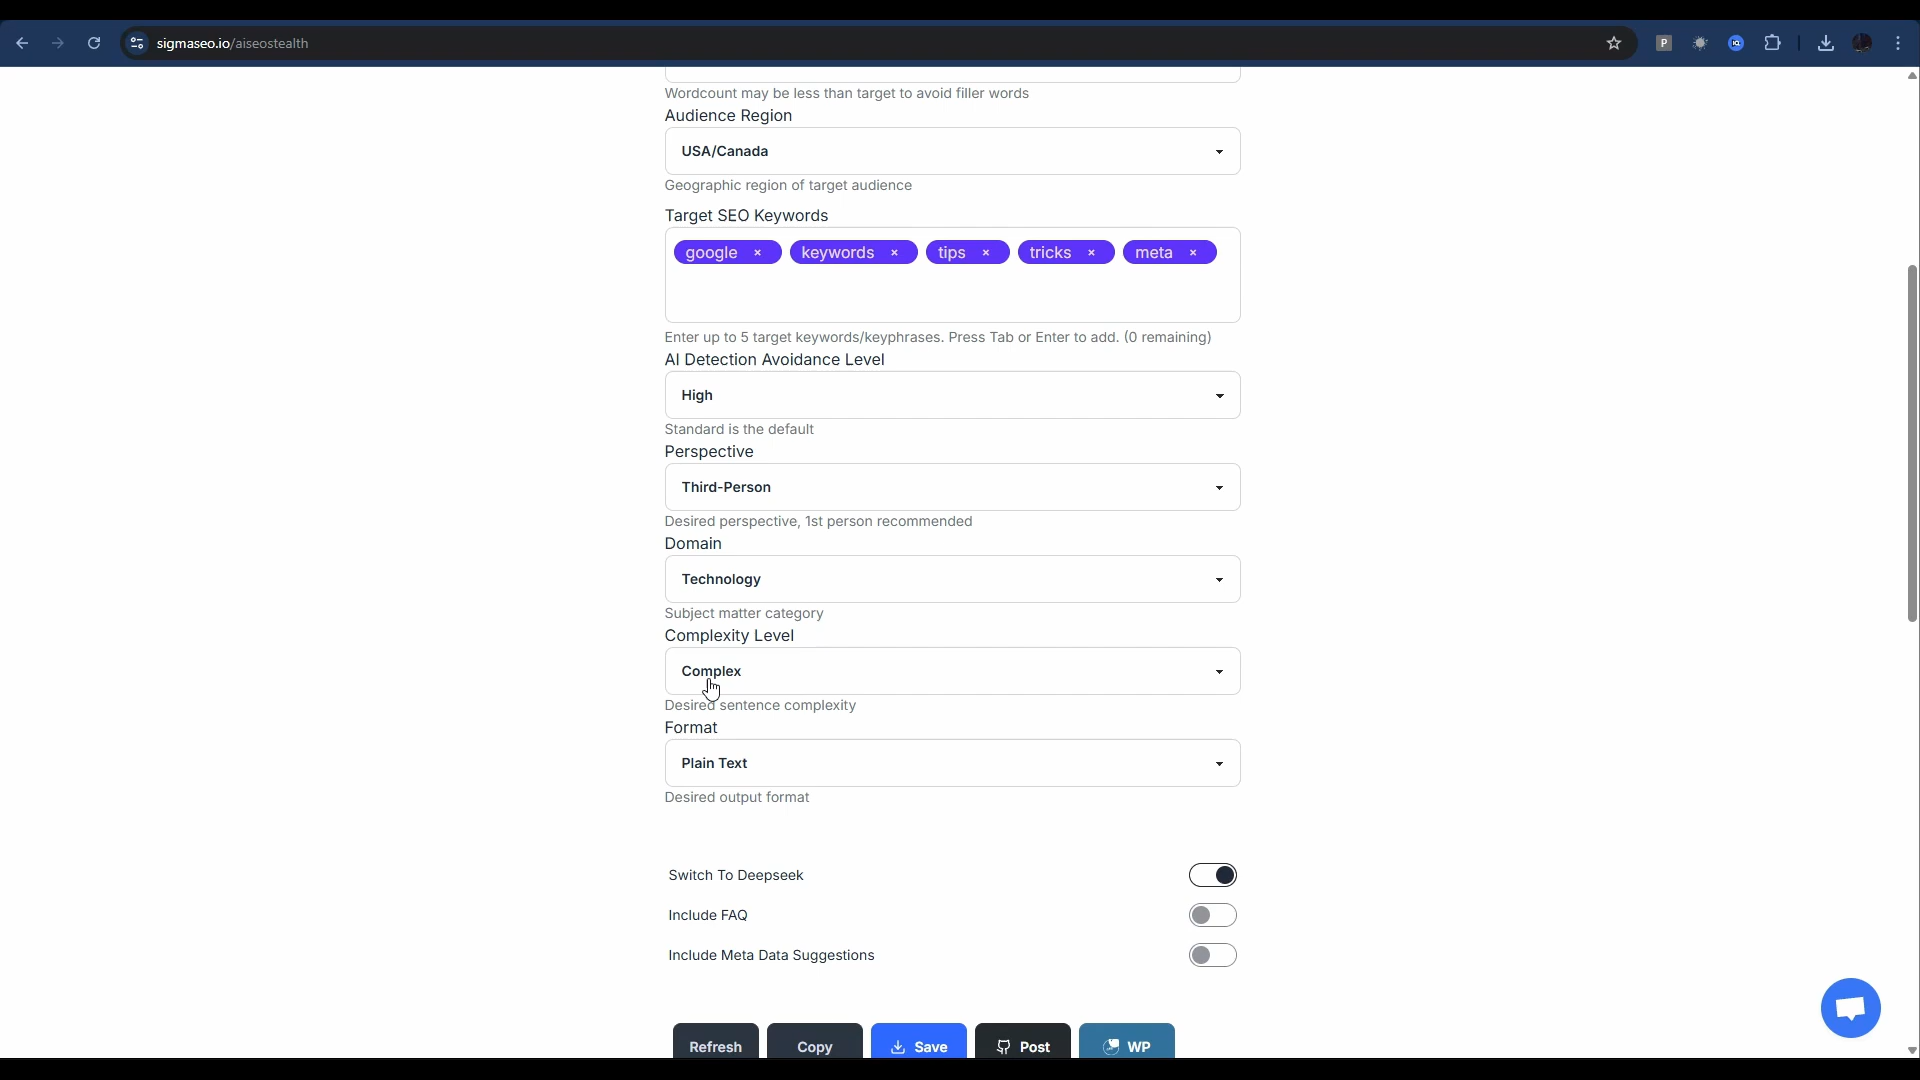 sigmaseo.io/aiseostealth
P
Wordcount may be less than target to avoid filler words
Audience Region
USA/Canada
Geographic region of target audience
Target SEO Keywords
google × keywords × tips × tricks × meta ×
Enter up to 5 target keywords/keyphrases. Press Tab or Enter to add. (0 remaining)
AI Detection Avoidance Level
High
Standard is the default
Perspective
Third-Person
Desired perspective, 1st person recommended
Domain
Technology
Subject matter category
Complexity Level
Complex
Desired sentence complexity
Format
Plain Text
Desired output format
Switch To Deepseek
Include FAQ
Include Meta Data Suggestions
Refresh Copy Save Post WP